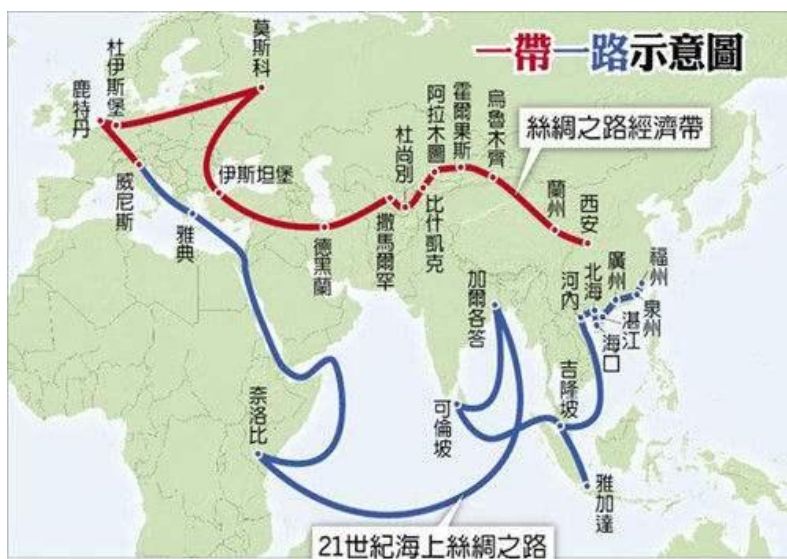 一帶一路示意圖
莫斯科
杜伊斯堡
鹿特丹
絲綢之路經濟帶
烏魯木齊
霍爾果斯
阿拉木圖
杜尚別
伊斯坦堡
威尼斯
雅典
德黑蘭
撒馬爾罕
比什凱克
蘭州
西安
加爾各答
河內
北海
廣州
福州
泉州
湛江
海口
吉隆坡
可倫坡
奈洛比
雅加達
21世紀海上絲綢之路